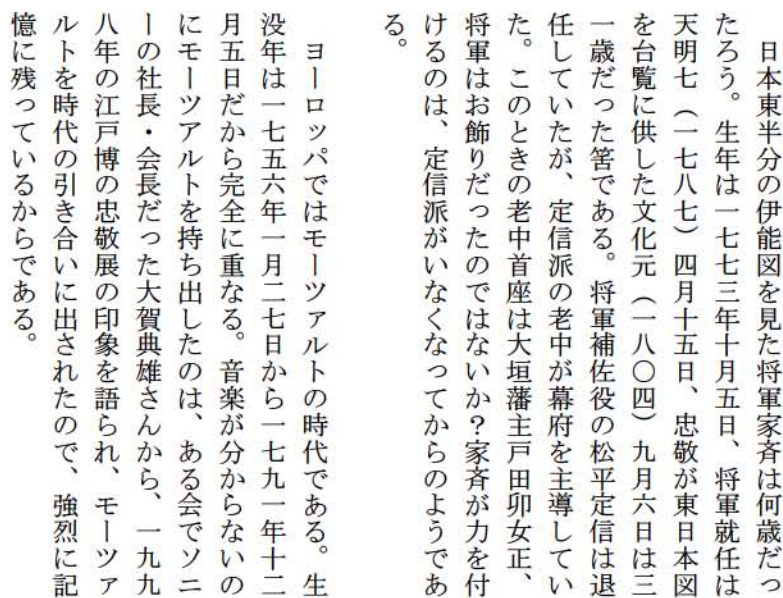 日本東半分の伊能図を見た将軍家斉は何歳だっ
たろう。生年は一七七三年十月五日、将軍就任は
天明七（一七八七）四月十五日、忠敬が東日本図
を台覧に供した文化元（一八〇四）九月六日は三
一歳だった筈である。将軍補佐役の松平定信は退
任していたが、定信派の老中が幕府を主導してい
た。このときの老中首座は大垣藩主戸田卯女正、
将軍はお飾りだったのではないか？家斉が力を付
けるのは、定信派がいなくなってからのようであ
る。
　ヨーロッパではモーツァルトの時代である。生
没年は一七五六年一月二七日から一七九一年十二
月五日だから完全に重なる。音楽が分からないの
にモーツアルトを持ち出したのは、ある会でソニ
ーの社長・会長だった大賀典雄さんから、一九九
八年の江戸博の忠敬展の印象を語られ、モーツァ
ルトを時代の引き合いに出されたので、強烈に記
憶に残っているからである。